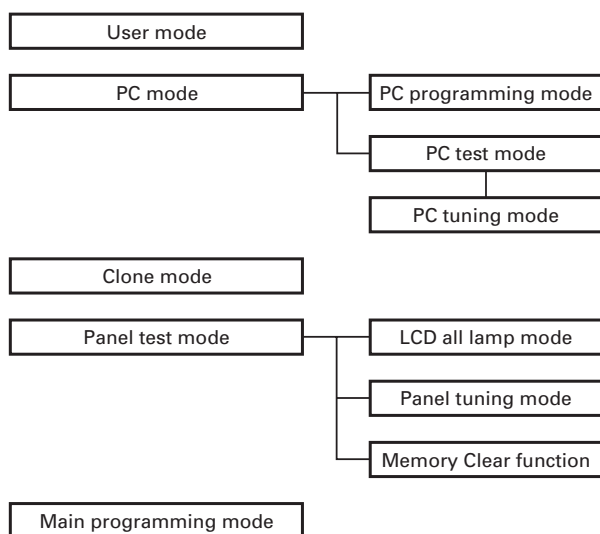 User mode
PC mode
PC programming mode
PC test mode
PC tuning mode
Clone mode
Panel test mode
LCD all lamp mode
Panel tuning mode
Memory Clear function
Main programming mode